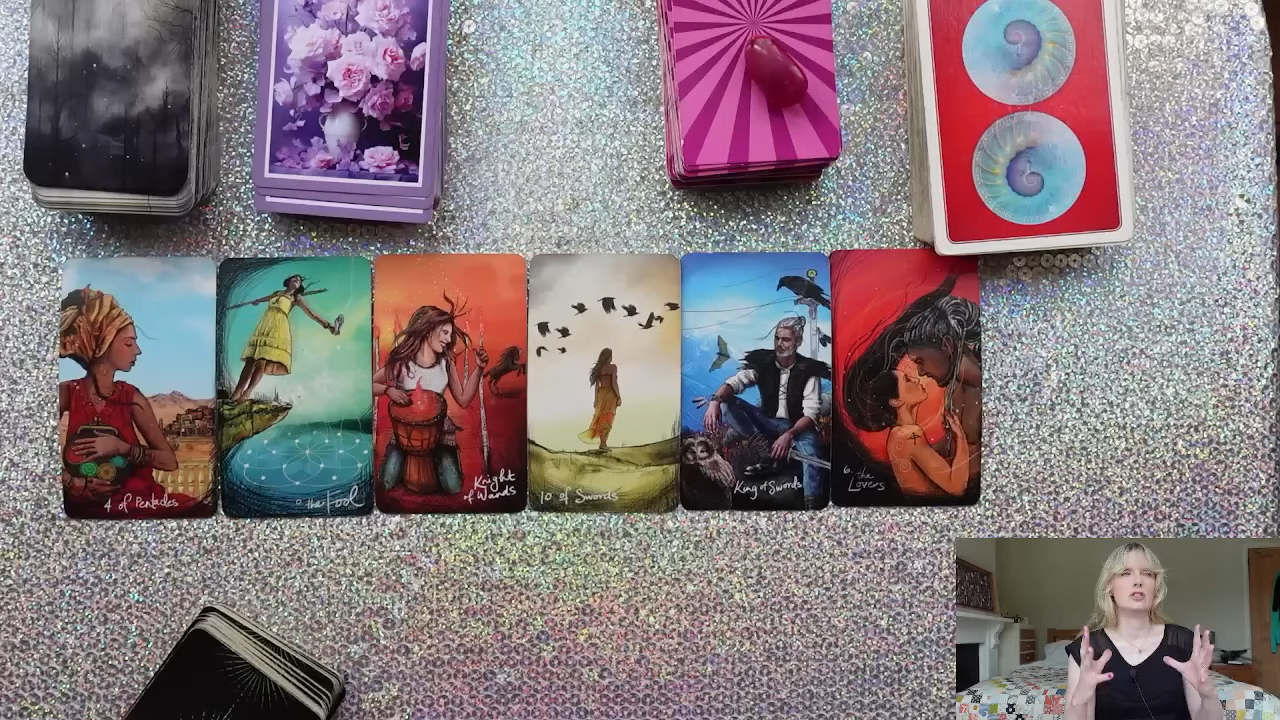 4 of Pentacles
0 the Fool
Knight
of Wands
10 of Swords
King of Swords
6. the
Lovers